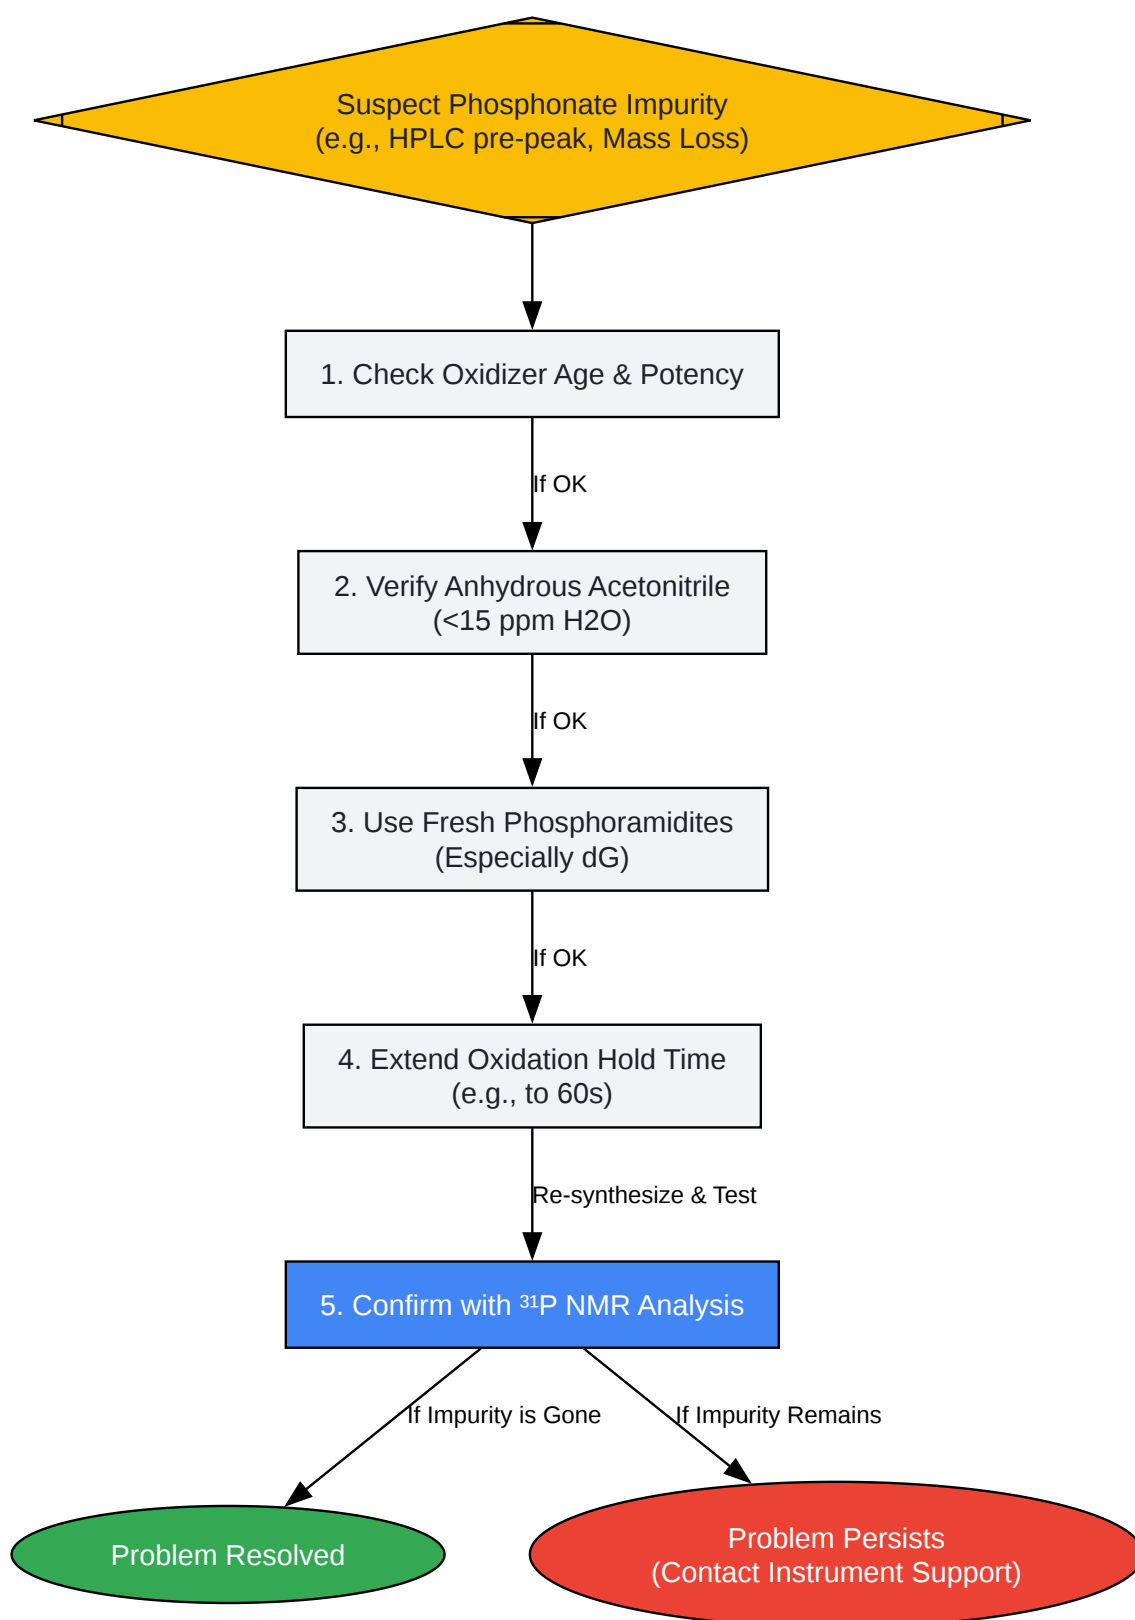 Suspect Phosphonate Impurity
(e.g., HPLC pre-peak, Mass Loss)
1. Check Oxidizer Age & Potency
If OK
2. Verify Anhydrous Acetonitrile
(<15 ppm H2O)
If OK
3. Use Fresh Phosphoramidites
(Especially dG)
If OK
4. Extend Oxidation Hold Time
(e.g., to 60s)
Re-synthesize & Test
5. Confirm with ³¹P NMR Analysis
If Impurity is Gone
If Impurity Remains
Problem Resolved
Problem Persists
(Contact Instrument Support)